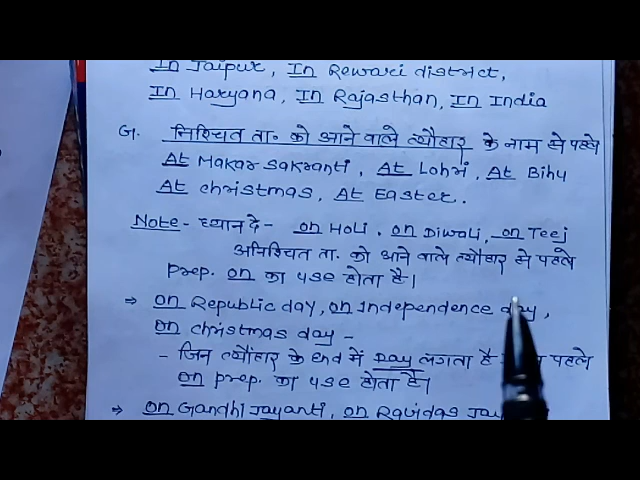 In Jaipur, In Rewari district,
In Haryana, In Rajasthan, In India
G. निश्चित ता॰ को आने वाले त्यौहार के नाम से पहले
At Makar Sakranti, At Lohri, At Bihu
At christmas, At Easter.
Note - ध्यान दे - on Holi, on Diwali, on Teej
अनिश्चित ता॰ को आने वाले त्यौहार से पहले
prep. on का use होता है।
→ on Republic day, on Independence day,
on christmas day -
- जिन त्यौंहार के end में Day लगता है पहले
on prep. का use होता है।
→ on Gandhi Jayanti, on Ravidas